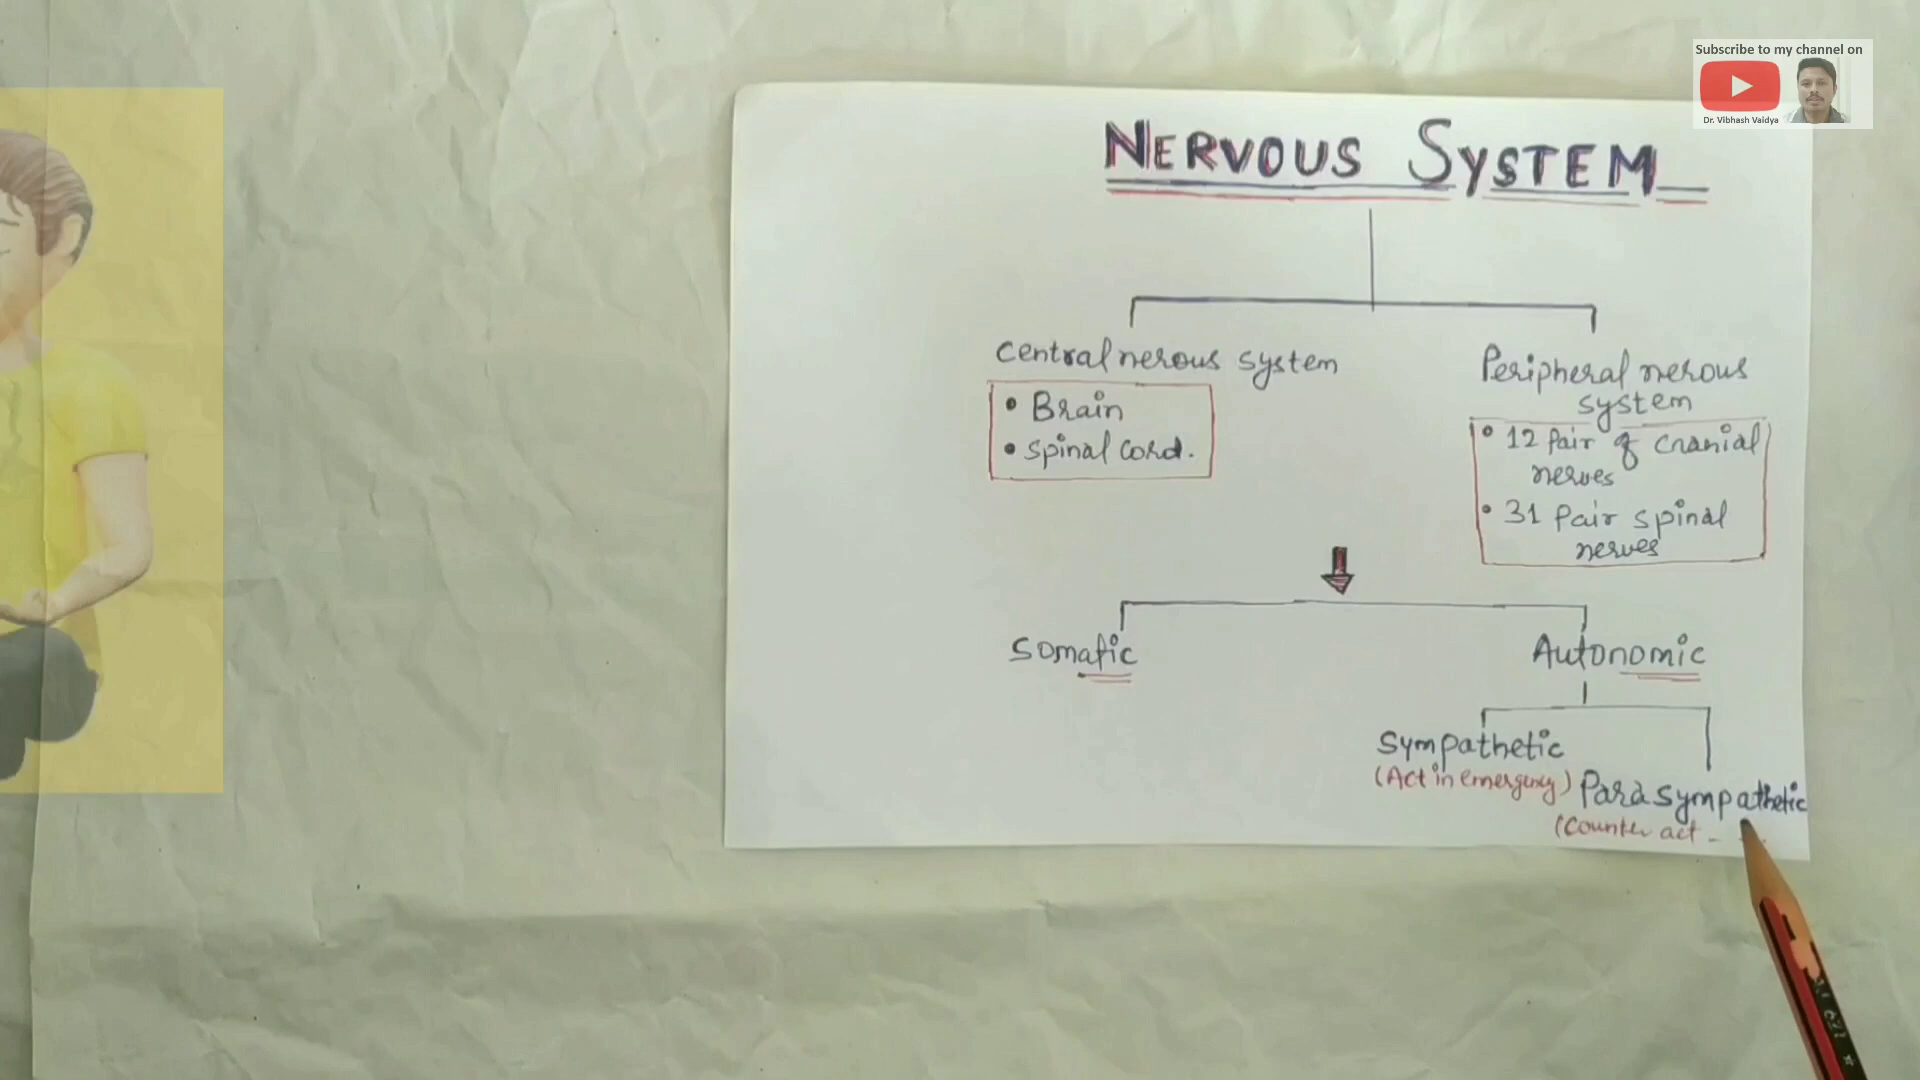 Subscribe to my channel on
Dr. Vibhash Vaidya
NERVOUS SYSTEM
Central nerous system
• Brain
• Spinal Cord.
Peripheral nerous
system
• 12 Pair of Cranial
nerves
• 31 Pair spinal
nerves
Somatic
Autonomic
Sympathetic
(Act in emergency)
Parasympathetic
(Counter act -